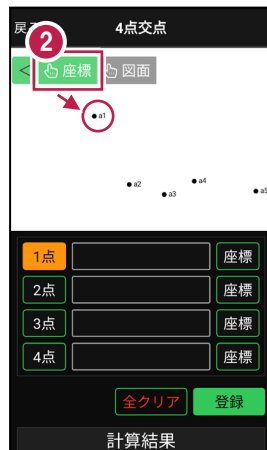 戻 4点交点
2
< 座標 図面
a1
a2 a3 a4 a5
1点 座標
2点 座標
3点 座標
4点 座標
全クリア 登録
計算結果